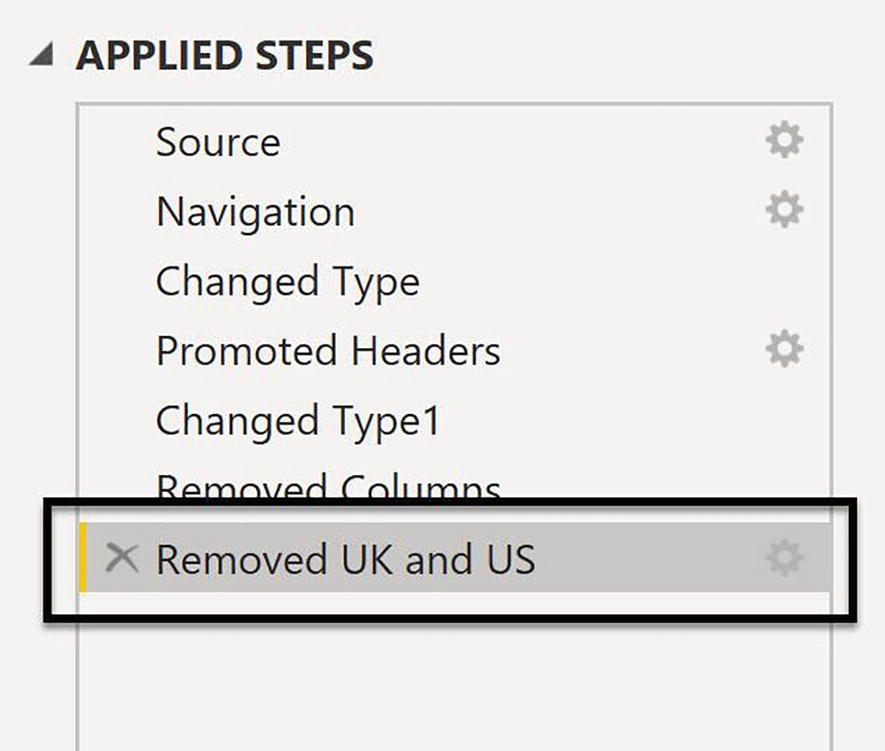 APPLIED STEPS
Source
Navigation
Changed Type
Promoted Headers
Changed Type1
Removed Columns
Removed UK and US